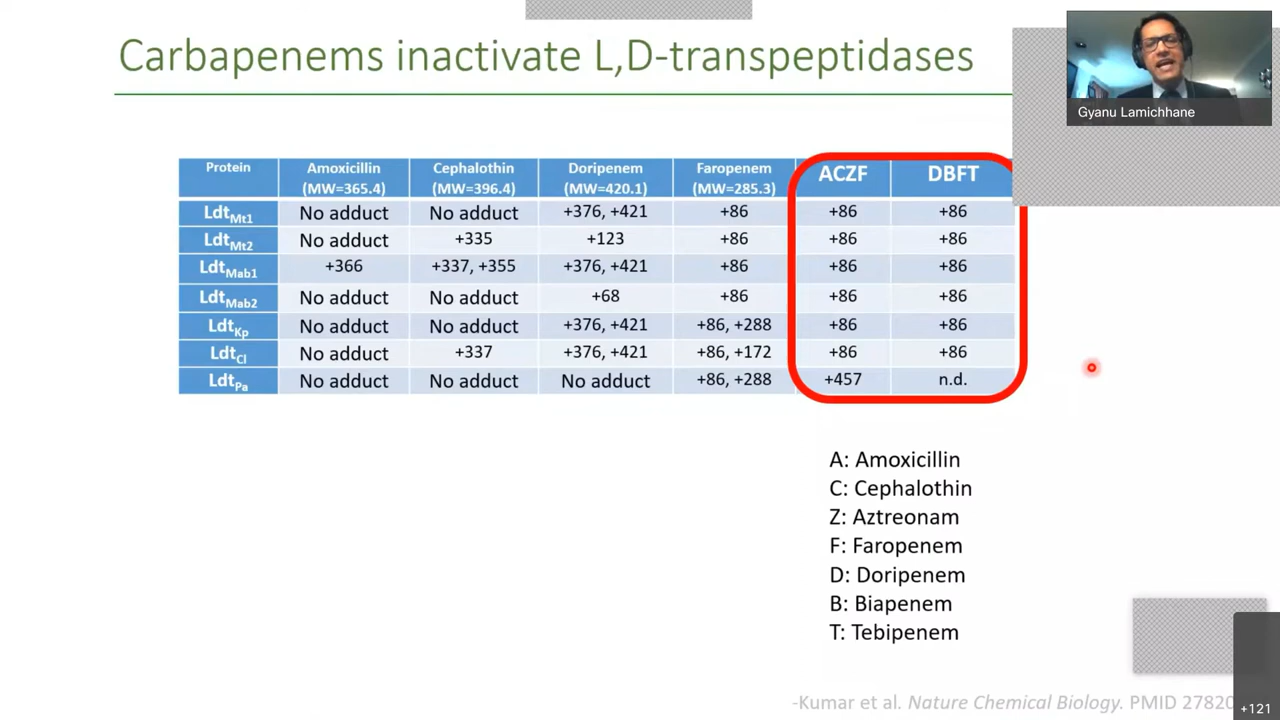 Carbapenems inactivate L,D-transpeptidases
Gyanu Lamichhane
Protein Amoxicillin (MW=365.4) Cephalothin (MW=396.4) Doripenem (MW=420.1) Faropenem (MW=285.3) ACZF DBFT
LdtMt1 No adduct No adduct +376, +421 +86 +86 +86
LdtMt2 No adduct +335 +123 +86 +86 +86
LdtMab1 +366 +337, +355 +376, +421 +86 +86 +86
LdtMab2 No adduct No adduct +68 +86 +86 +86
LdtKp No adduct No adduct +376, +421 +86, +288 +86 +86
LdtCl No adduct +337 +376, +421 +86, +172 +86 +86
LdtPa No adduct No adduct No adduct +86, +288 +457 n.d.
A: Amoxicillin
C: Cephalothin
Z: Aztreonam
F: Faropenem
D: Doripenem
B: Biapenem
T: Tebipenem
-Kumar et al. Nature Chemical Biology. PMID 27820
+121